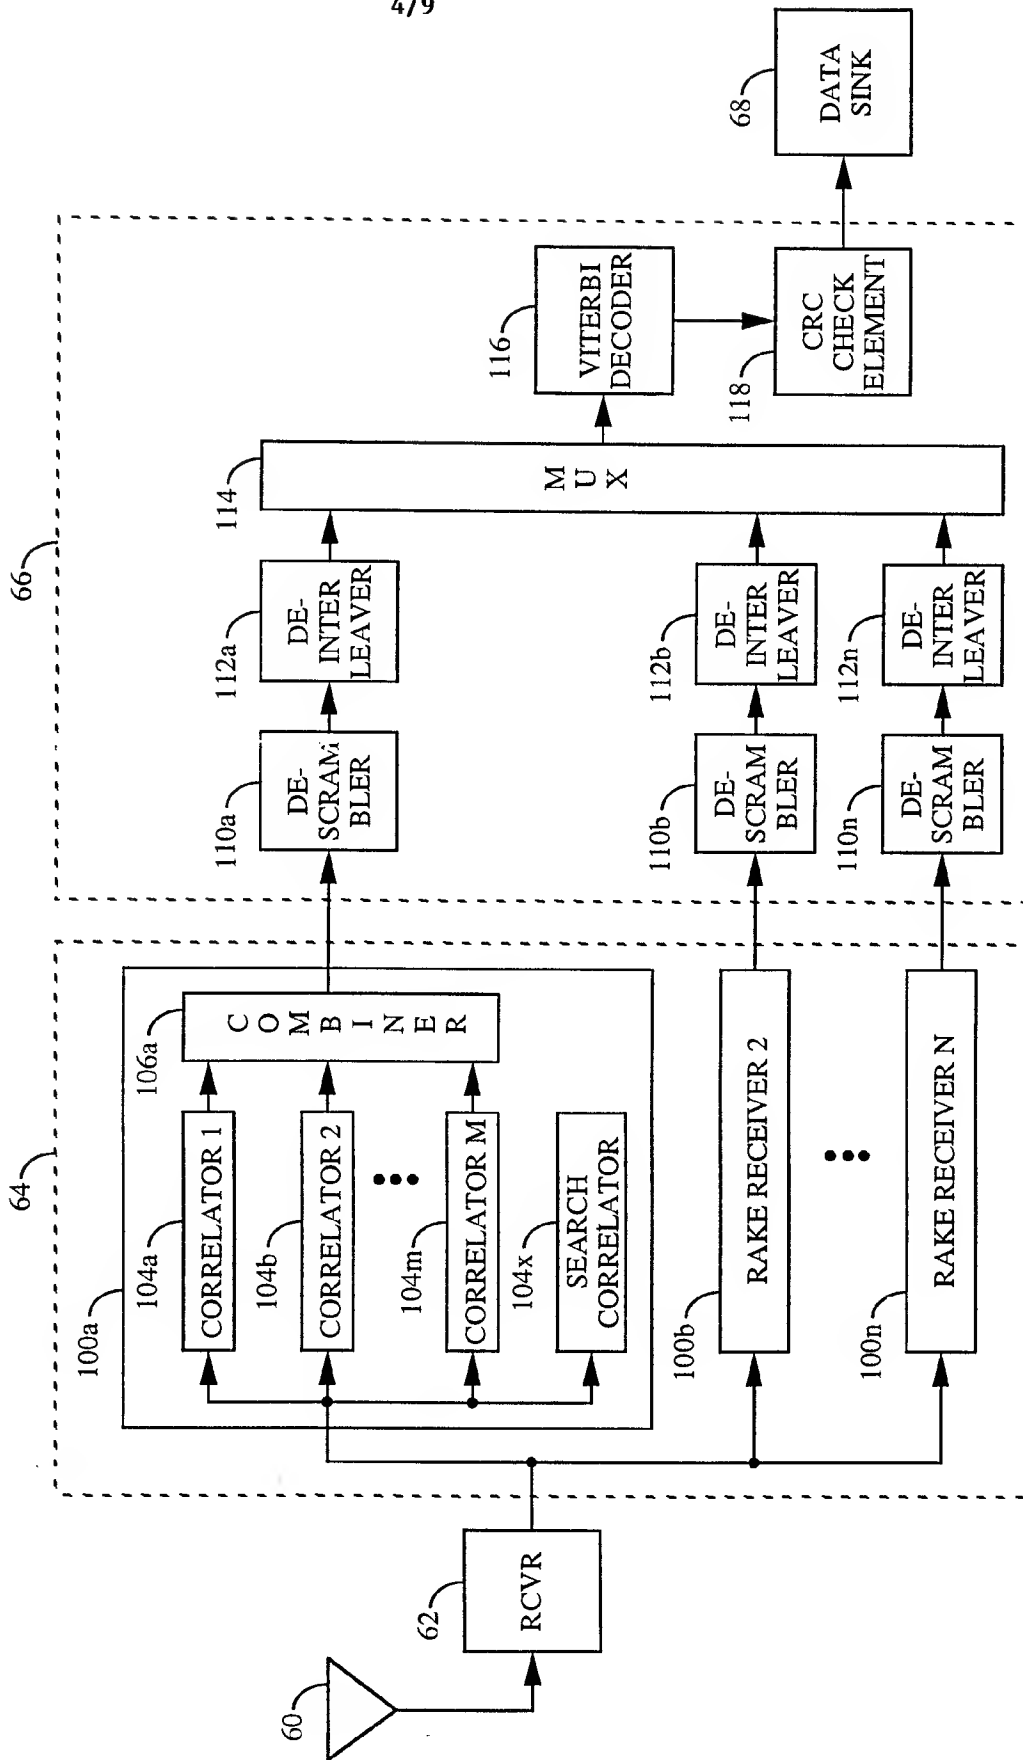 4/9
60
62
RCVR
64
100a
104a
CORRELATOR 1
104b
CORRELATOR 2
•••
104m
CORRELATOR M
104x
SEARCH
CORRELATOR
106a
COMBINER
100b
RAKE RECEIVER 2
•••
100n
RAKE RECEIVER N
66
110a
DE-
SCRAM
BLER
112a
DE-
INTER
LEAVER
110b
DE-
SCRAM
BLER
112b
DE-
INTER
LEAVER
110n
DE-
SCRAM
BLER
112n
DE-
INTER
LEAVER
114
M
U
X
116
VITERBI
DECODER
118
CRC
CHECK
ELEMENT
68
DATA
SINK